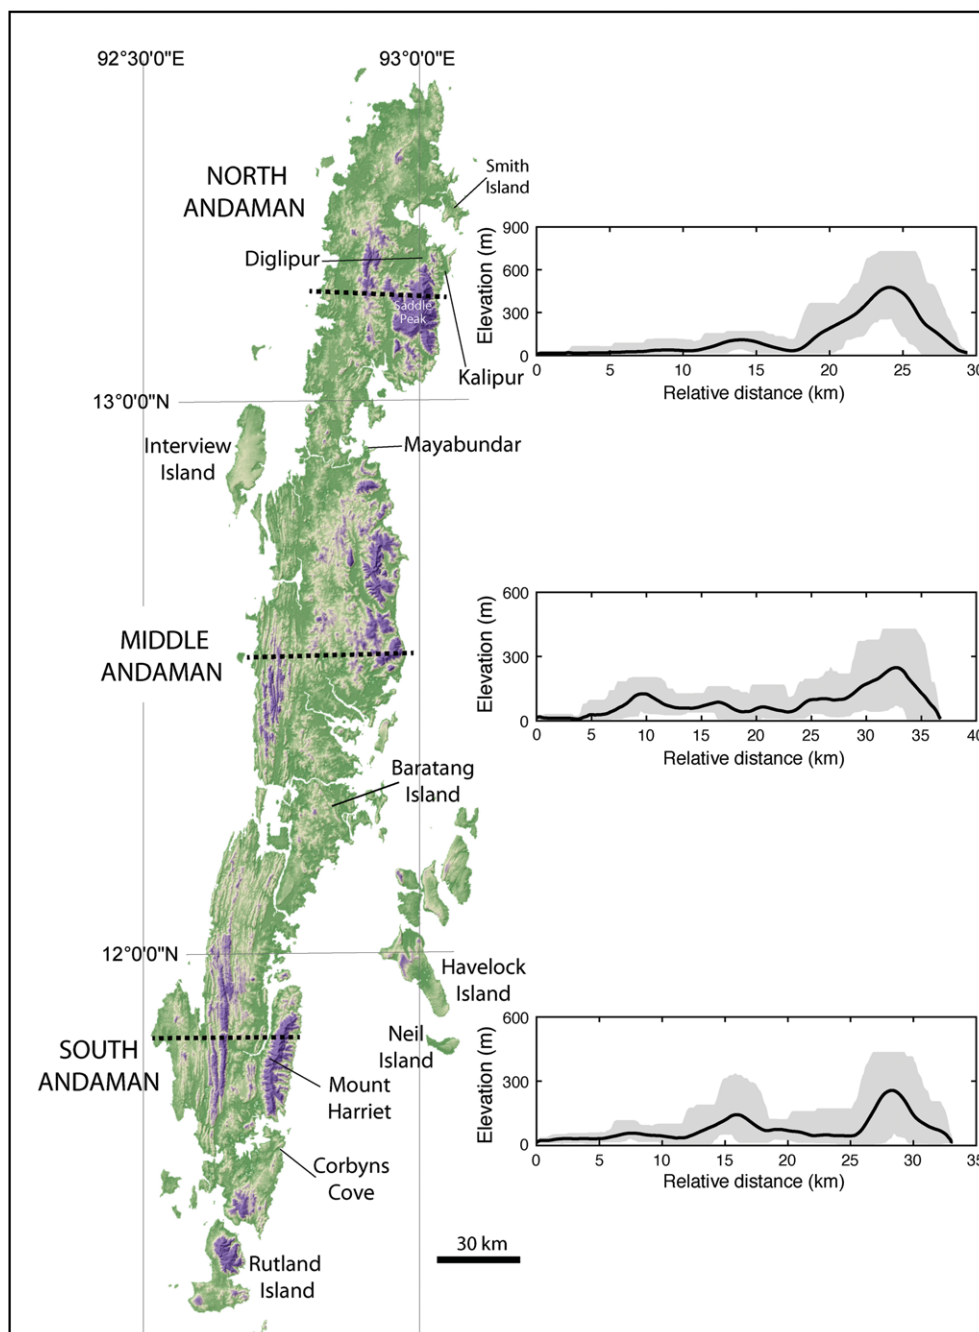 92°30'0"E
93°0'0"E
NORTH
ANDAMAN
Smith
Island
Diglipur
Saddle
Peak
Kalipur
13°0'0"N
Interview
Island
Mayabundar
MIDDLE
ANDAMAN
Baratang
Island
12°0'0"N
Havelock
Island
Neil
Island
SOUTH
ANDAMAN
Mount
Harriet
Corbyns
Cove
30 km
Rutland
Island
Elevation (m)
900
600
300
0
0 5 10 15 20 25 30
Relative distance (km)
Elevation (m)
600
300
0
0 5 10 15 20 25 30 35 40
Relative distance (km)
Elevation (m)
600
300
0
0 5 10 15 20 25 30 35
Relative distance (km)